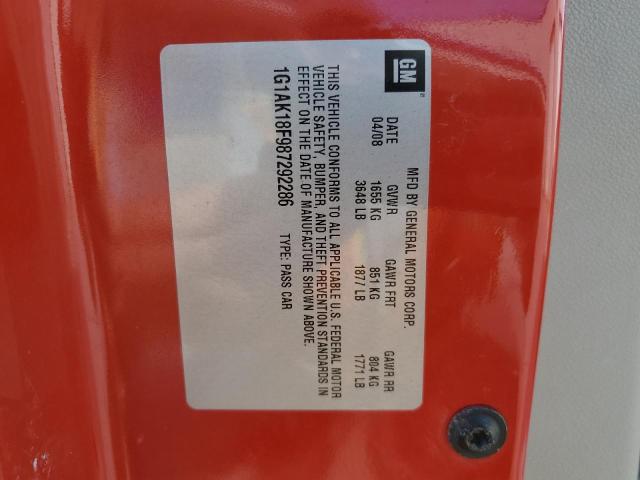 GM
MFD BY GENERAL MOTORS CORP.
DATE GVWR GAWR FRT GAWR RR
04/08 1655 KG 851 KG 804 KG
3648 LB 1877 LB 1771 LB
THIS VEHICLE CONFORMS TO ALL APPLICABLE U.S. FEDERAL MOTOR
VEHICLE SAFETY, BUMPER, AND THEFT PREVENTION STANDARDS IN
EFFECT ON THE DATE OF MANUFACTURE SHOWN ABOVE.
1G1AK18F987292286 TYPE: PASS CAR